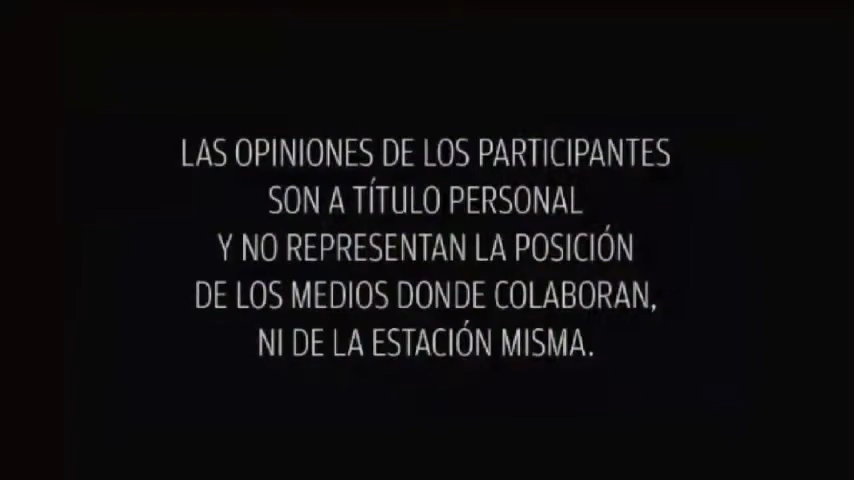 LAS OPINIONES DE LOS PARTICIPANTES
SON A TÍTULO PERSONAL
Y NO REPRESENTAN LA POSICIÓN
DE LOS MEDIOS DONDE COLABORAN,
NI DE LA ESTACIÓN MISMA.